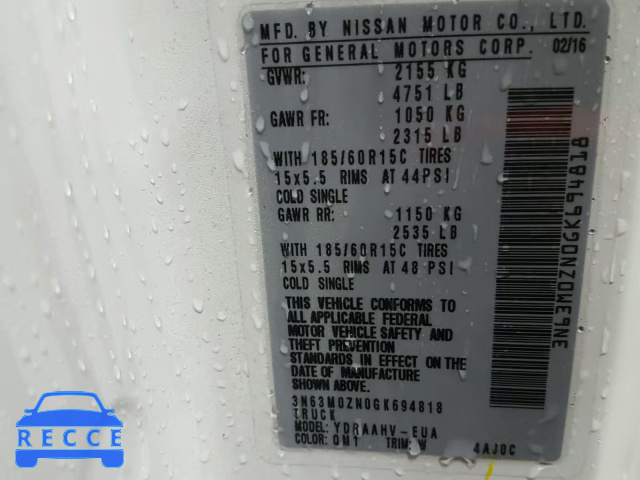 MFD. BY NISSAN MOTOR CO., LTD.
FOR GENERAL MOTORS CORP. 02/16
GVWR: 2155 KG
4751 LB
GAWR FR: 1050 KG
2315 LB
WITH 185/60R15C TIRES
15x5.5 RIMS AT 44PSI
COLD SINGLE
GAWR RR: 1150 KG
2535 LB
WITH 185/60R15C TIRES
15x5.5 RIMS AT 48 PSI
COLD SINGLE
THIS VEHICLE CONFORMS TO
ALL APPLICABLE FEDERAL
MOTOR VEHICLE SAFETY AND
THEFT PREVENTION
STANDARDS IN EFFECT ON THE
DATE OF MANUFACTURE
SHOWN ABOVE.
3N63M0ZN0GK694818
TRUCK
MODEL: YDRAAHV-EUA
COLOR: QM1 TRIM: W 4AJ0C
3N63M0ZN0GK694818
RECCE